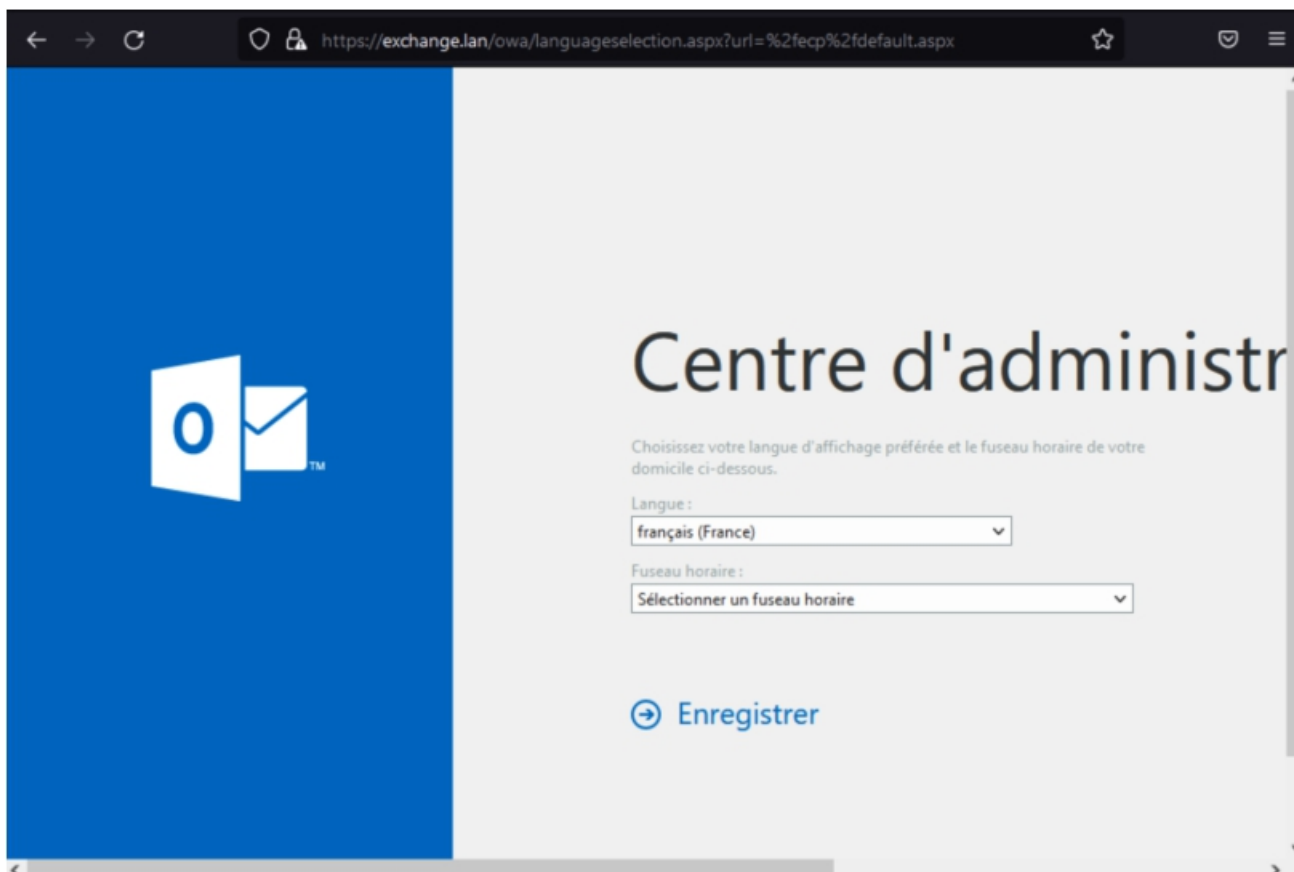 https://exchange.lan/owa/languageselection.aspx?url=%2fecp%2fdefault.aspx
O
TM
Centre d'administr
Choisissez votre langue d'affichage préférée et le fuseau horaire de votre
domicile ci-dessous.
Langue :
français (France)
Fuseau horaire :
Sélectionner un fuseau horaire
Enregistrer